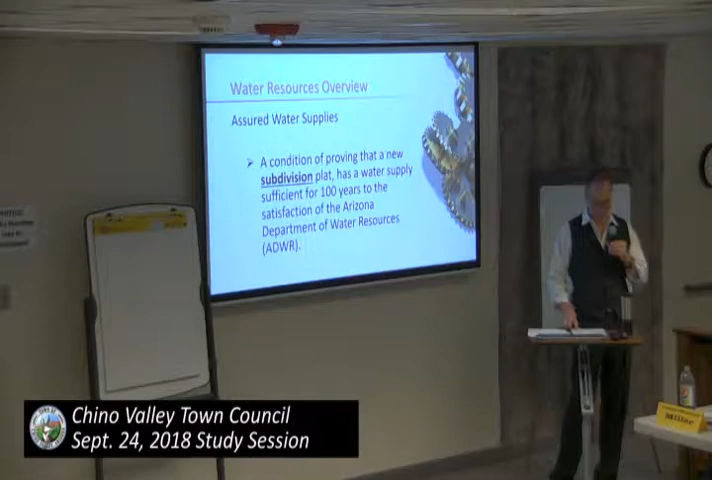 Water Resources Overview
Assured Water Supplies
➢ A condition of proving that a new
subdivision plat, has a water supply
sufficient for 100 years to the
satisfaction of the Arizona
Department of Water Resources
(ADWR).
Miller
Chino Valley Town Council
Sept. 24, 2018 Study Session